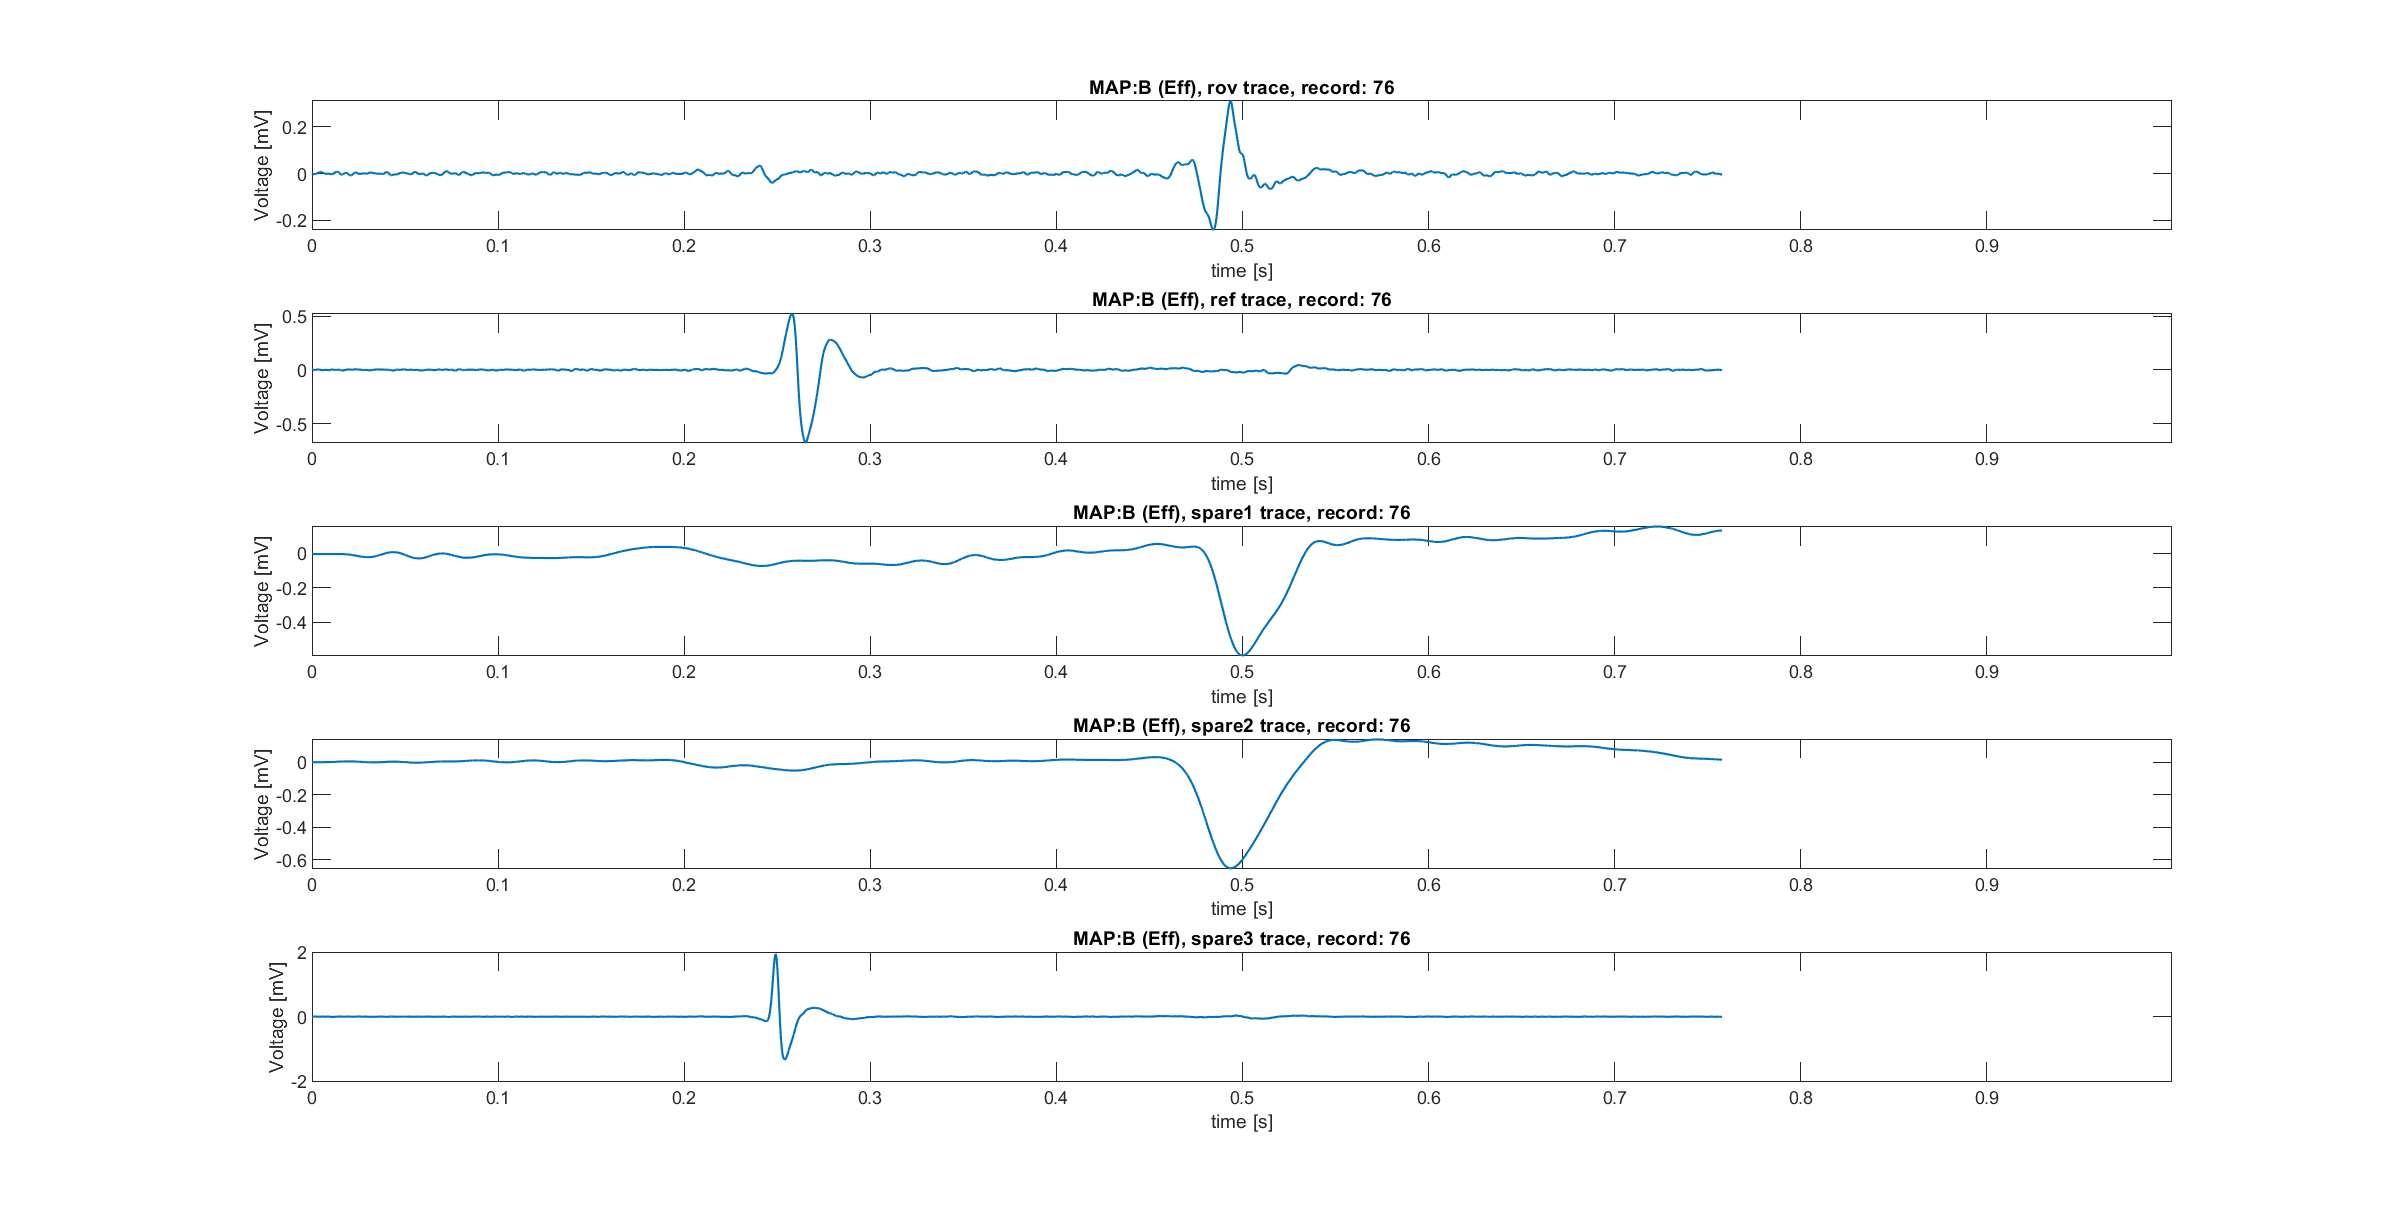 MAP:B (Eff), rov trace, record: 76
Voltage [mV]
0.2
0
-0.2
0 0.1 0.2 0.3 0.4 0.5 0.6 0.7 0.8 0.9
time [s]
MAP:B (Eff), ref trace, record: 76
Voltage [mV]
0.5
0
-0.5
0 0.1 0.2 0.3 0.4 0.5 0.6 0.7 0.8 0.9
time [s]
MAP:B (Eff), spare1 trace, record: 76
Voltage [mV]
0
-0.2
-0.4
0 0.1 0.2 0.3 0.4 0.5 0.6 0.7 0.8 0.9
time [s]
MAP:B (Eff), spare2 trace, record: 76
Voltage [mV]
0
-0.2
-0.4
-0.6
0 0.1 0.2 0.3 0.4 0.5 0.6 0.7 0.8 0.9
time [s]
MAP:B (Eff), spare3 trace, record: 76
Voltage [mV]
2
0
-2
0 0.1 0.2 0.3 0.4 0.5 0.6 0.7 0.8 0.9
time [s]